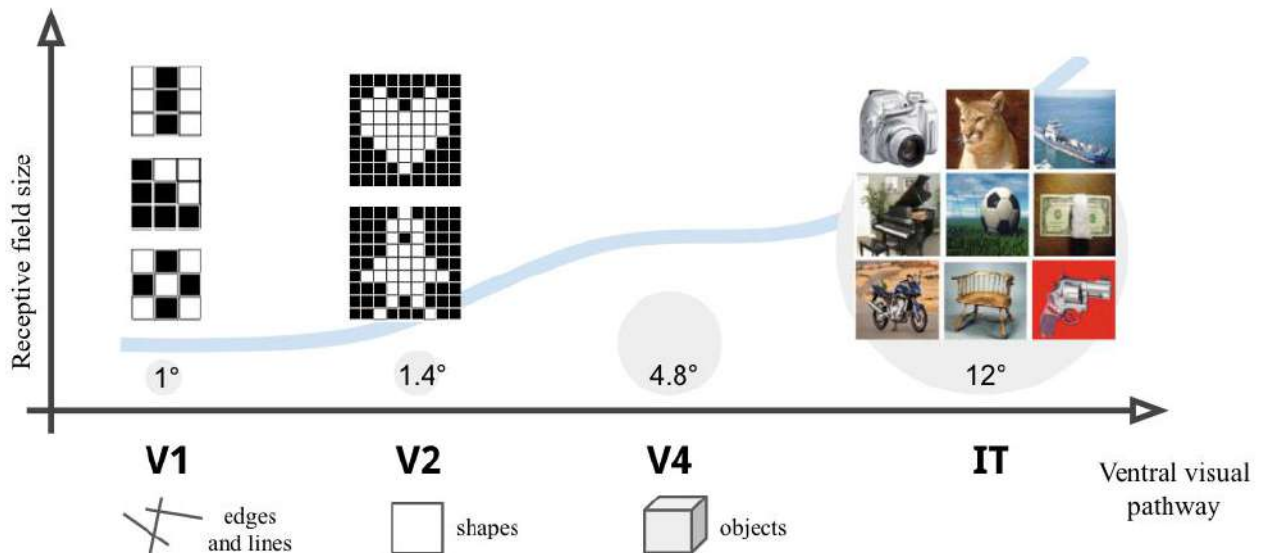 Receptive field size
1°
1.4°
4.8°
12°
V1
V2
V4
IT
Ventral visual
pathway
edges
and lines
shapes
objects